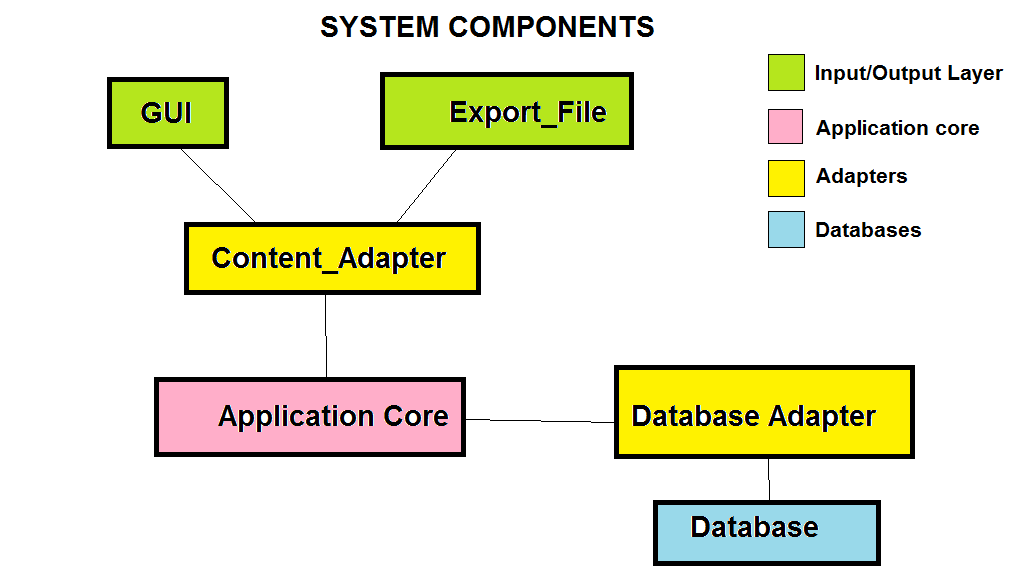 SYSTEM COMPONENTS
Input/Output Layer
GUI
Export_File
Application core
Adapters
Databases
Content_Adapter
Application Core
Database Adapter
Database